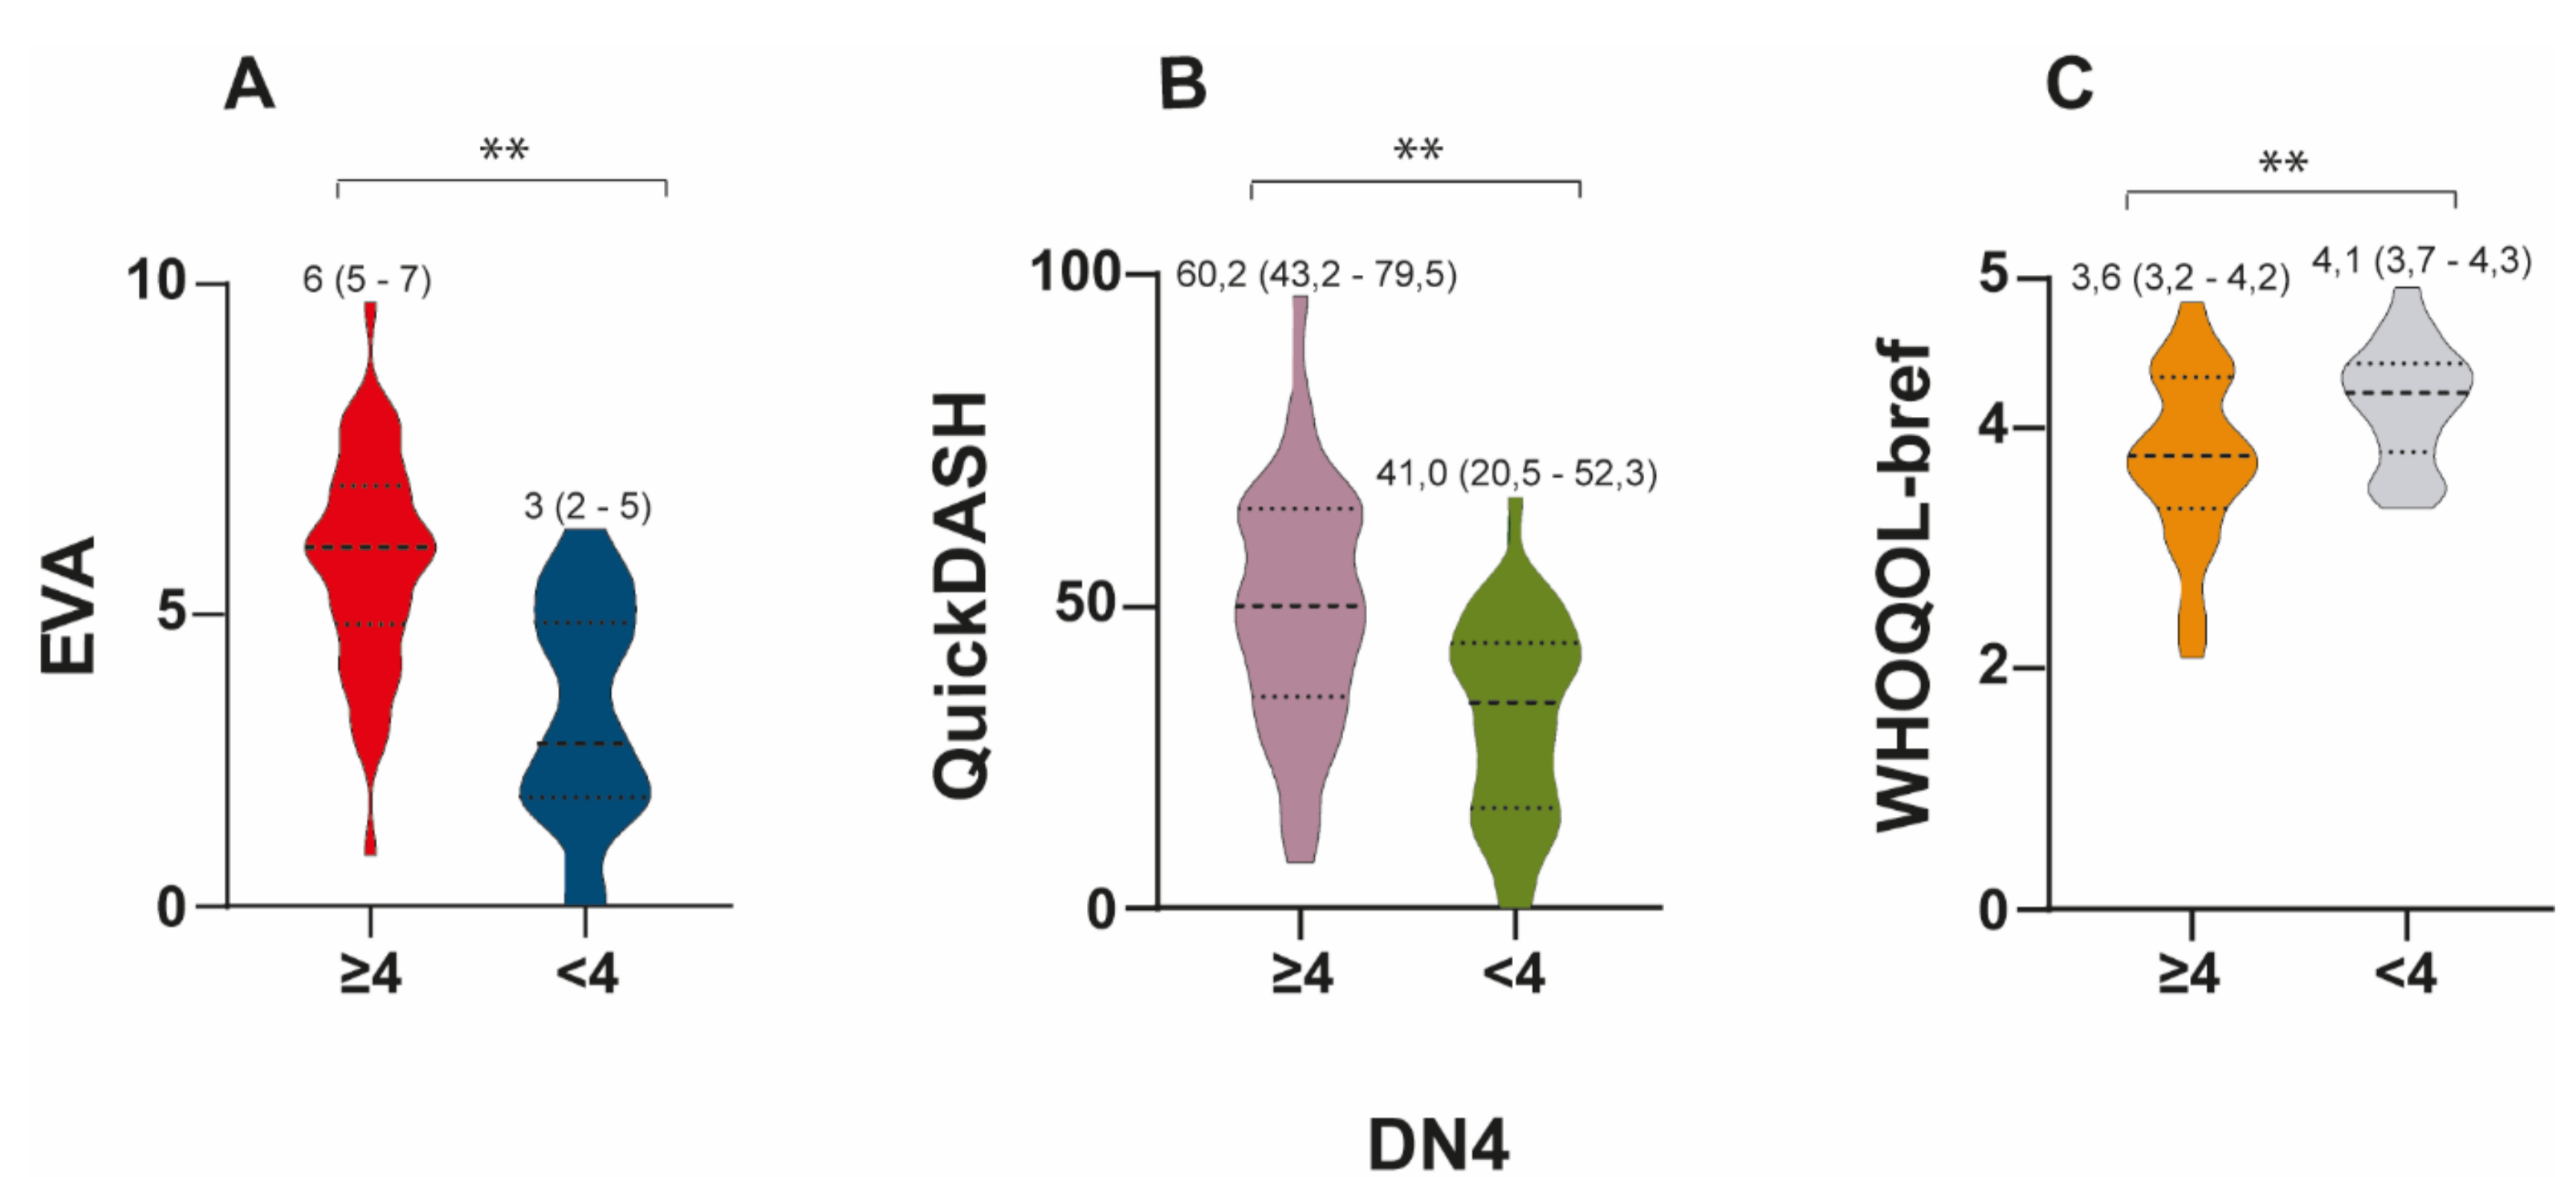 A
**
10
6 (5 - 7)
3 (2 - 5)
5
0
EVA
≥4
<4
B
**
100
60,2 (43,2 - 79,5)
41,0 (20,5 - 52,3)
50
0
QuickDASH
≥4
<4
C
**
5
3,6 (3,2 - 4,2)
4,1 (3,7 - 4,3)
4
2
0
WHOQOL-bref
≥4
<4
DN4